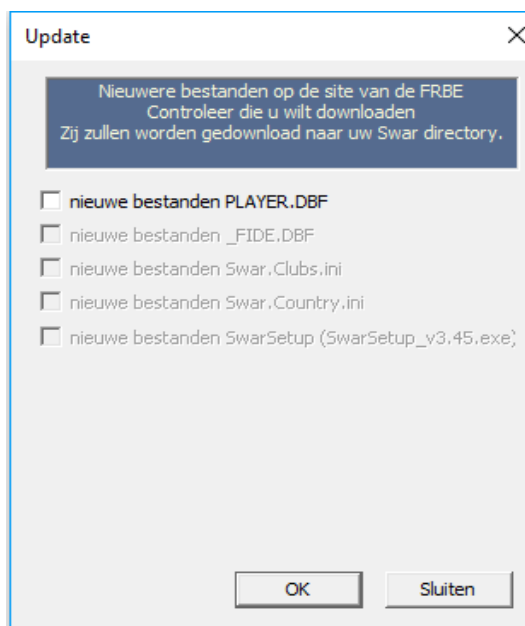 Update
Nieuwere bestanden op de site van de FRBE
Controleer die u wilt downloaden
Zij zullen worden gedownload naar uw Swar directory.
nieuwe bestanden PLAYER.DBF
nieuwe bestanden _FIDE.DBF
nieuwe bestanden Swar.Clubs.ini
nieuwe bestanden Swar.Country.ini
nieuwe bestanden SwarSetup (SwarSetup_v3.45.exe)
OK
Sluiten